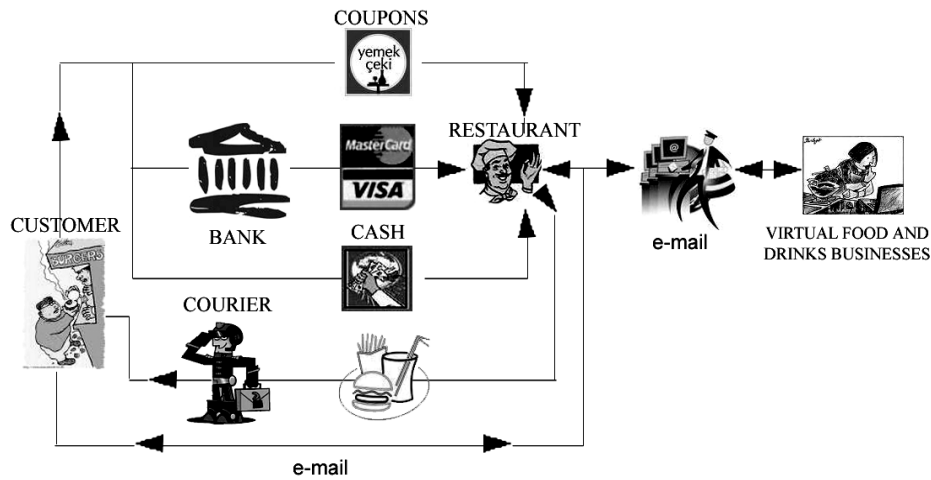 COUPONS
yemek
çeki
RESTAURANT
MasterCard
VISA
CUSTOMER
BURGERS
BANK
CASH
e-mail
VIRTUAL FOOD AND
DRINKS BUSINESSES
COURIER
e-mail